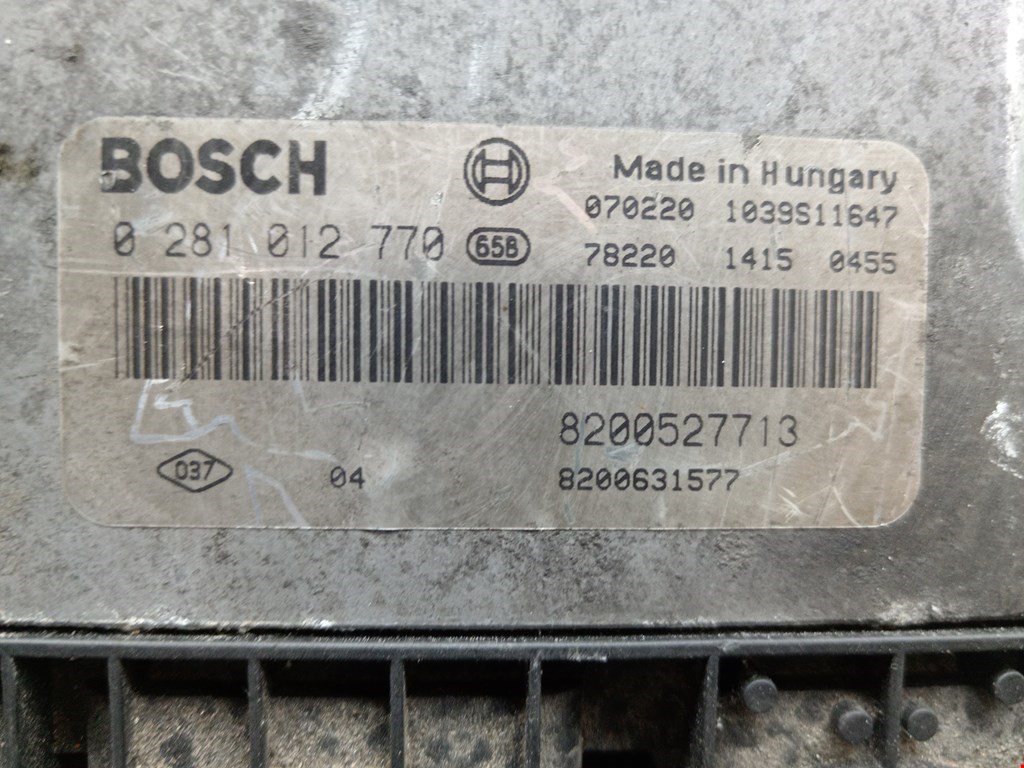 BOSCH
Made in Hungary
070220 1039S11647
0 281 012 770 65B
78220 1415 0455
8200527713
037 04
8200631577